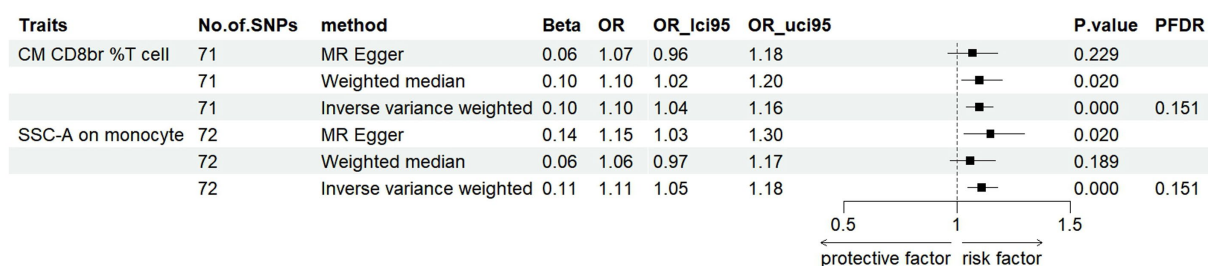 Traits No.of.SNPs method Beta OR OR_lci95 OR_uci95 P.value PFDR
CM CD8br %T cell 71 MR Egger 0.06 1.07 0.96 1.18 0.229
71 Weighted median 0.10 1.10 1.02 1.20 0.020
71 Inverse variance weighted 0.10 1.10 1.04 1.16 0.000 0.151
SSC-A on monocyte 72 MR Egger 0.14 1.15 1.03 1.30 0.020
72 Weighted median 0.06 1.06 0.97 1.17 0.189
72 Inverse variance weighted 0.11 1.11 1.05 1.18 0.000 0.151
0.5 1 1.5
protective factor risk factor